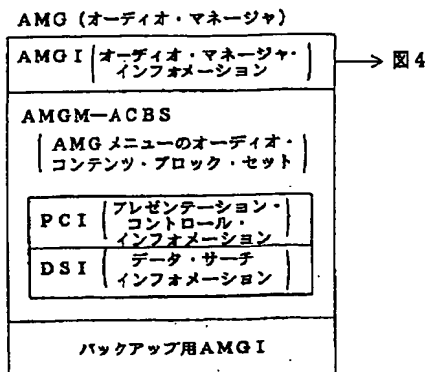 AMG (オーディオ・マネージャ)
AMGI (オーディオ・マネージャ・
インフォメーション)
図4
AMGM—ACBS
(AMGメニューのオーディオ・
コンテンツ・ブロック・セット)
PCI (プレゼンテーション・
コントロール・
インフォメーション)
DSI (データ・サーチ
インフォメーション)
バックアップ用AMGI